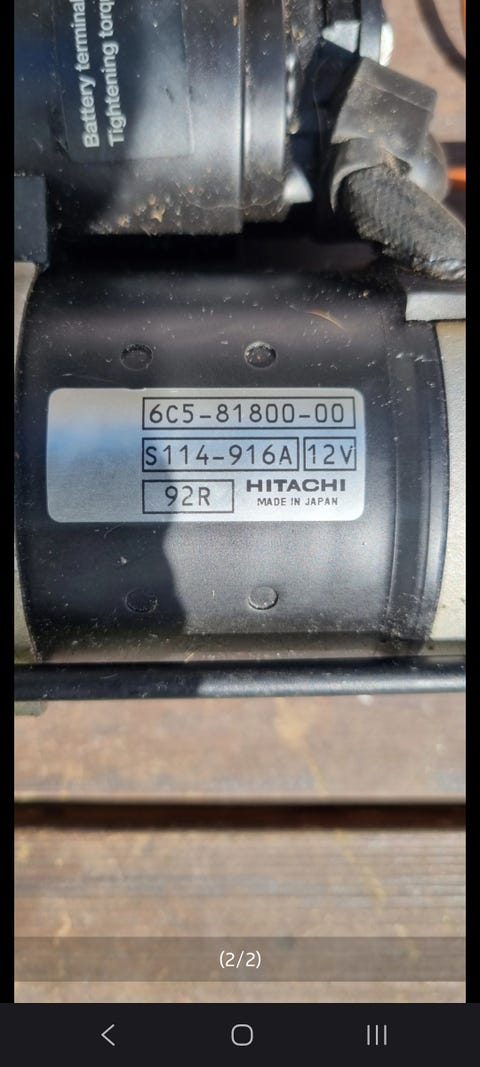 Battery terminal
Tightening torq
6C5-81800-00
S114-916A 12V
92R HITACHI
MADE IN JAPAN
(2/2)